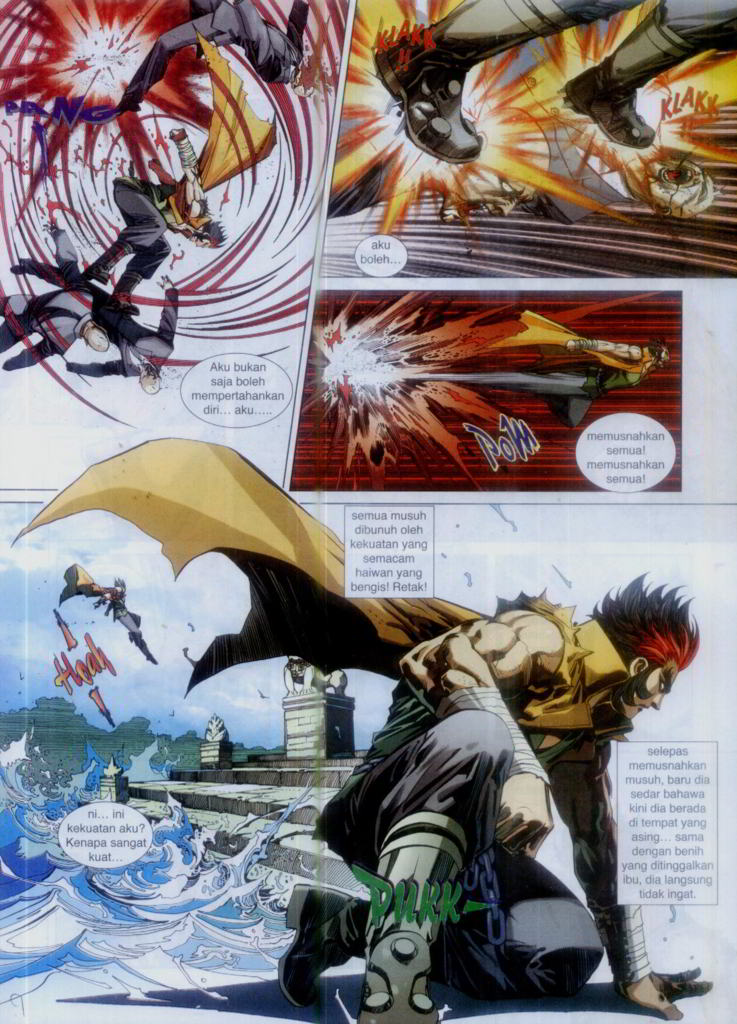 BANG
!
Aku bukan
saja boleh
mempertahankan
diri... aku.....
KLAKK
!!
KLAKK
!!
aku
boleh...
POM
memusnahkan
semua!
memusnahkan
semua!
semua musuh
dibunuh oleh
kekuatan yang
semacam
haiwan yang
bengis! Retak!
Hoah
!!
ni... ini
kekuatan aku?
Kenapa sangat
kuat...
selepas
memusnahkan
musuh, baru dia
sedar bahawa
kini dia berada
di tempat yang
asing... sama
dengan benih
yang ditinggalkan
ibu, dia langsung
tidak ingat.
PUKK